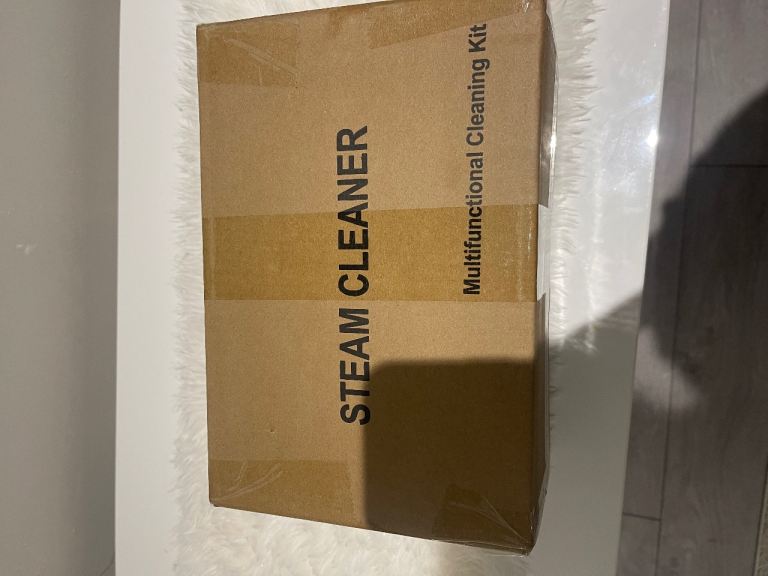 STEAM CLEANER
Multifunctional Cleaning Kit